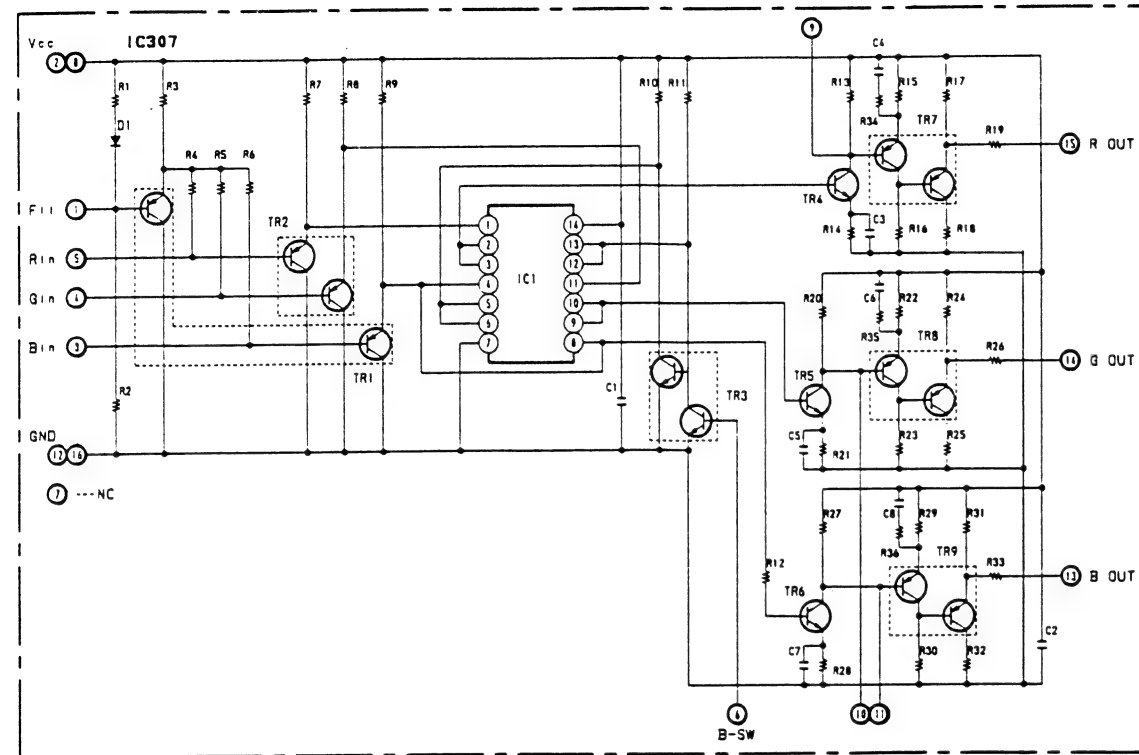 Vcc IC307
2 8
9
R1 R3 R7 R8 R9 R10 R11 R13 C4 R15 R17
D1
R34 TR7 R19
15 R OUT
R4 R5 R6
1
TR4
TR2
C3
R14 R16 R18
Rin 5
Gin 4
Bin 3
1 14
2 13
3 12
IC1
4 11
5 10
6 9
7 8
R20 C6 R22 R24
R35 TR8 R26
14 G OUT
TR1
TR5
R2
C1
TR3
C5 R21 R23 R25
GND
12 16
7 ---NC
R27 C8 R29 R31
R36 TR9 R33
13 B OUT
R12
TR6
C2
C7 R28 R30 R32
6
B-SW
10 11